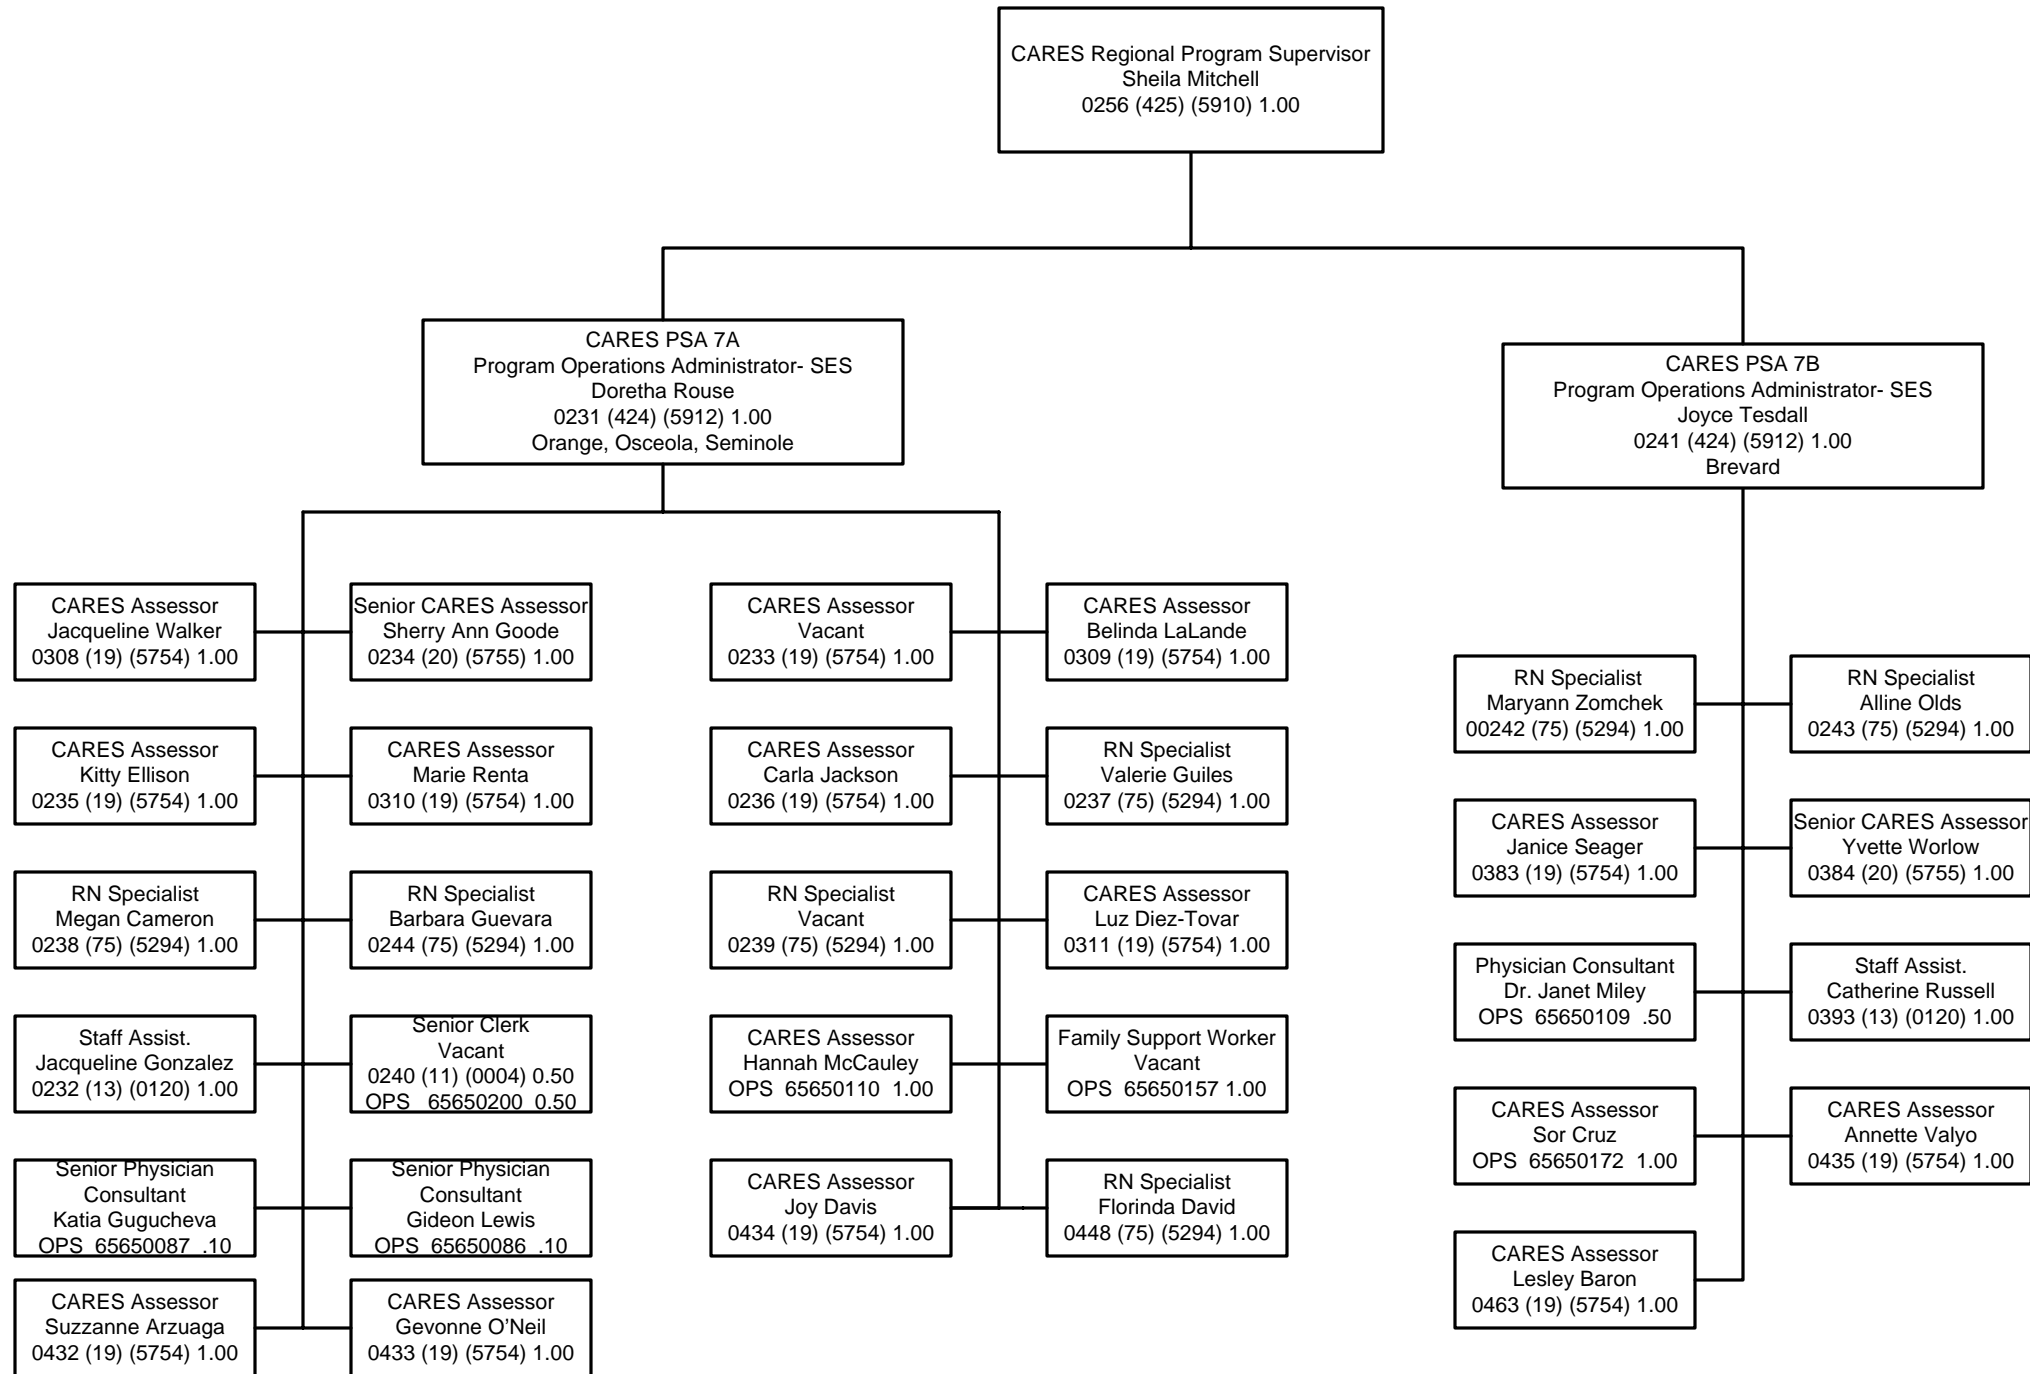 CARES Regional Program Supervisor
Sheila Mitchell
0256 (425) (5910) 1.00
CARES PSA 7A
Program Operations Administrator- SES
Doretha Rouse
0231 (424) (5912) 1.00
Orange, Osceola, Seminole
CARES PSA 7B
Program Operations Administrator- SES
Joyce Tesdall
0241 (424) (5912) 1.00
Brevard
CARES Assessor
Jacqueline Walker
0308 (19) (5754) 1.00
Senior CARES Assessor
Sherry Ann Goode
0234 (20) (5755) 1.00
CARES Assessor
Kitty Ellison
0235 (19) (5754) 1.00
CARES Assessor
Marie Renta
0310 (19) (5754) 1.00
RN Specialist
Megan Cameron
0238 (75) (5294) 1.00
RN Specialist
Barbara Guevara
0244 (75) (5294) 1.00
Staff Assist.
Jacqueline Gonzalez
0232 (13) (0120) 1.00
Senior Clerk
Vacant
0240 (11) (0004) 0.50
OPS 65650200 0.50
Senior Physician
Consultant
Katia Gugucheva
OPS 65650087 .10
Senior Physician
Consultant
Gideon Lewis
OPS 65650086 .10
CARES Assessor
Suzzanne Arzuaga
0432 (19) (5754) 1.00
CARES Assessor
Gevonne O'Neil
0433 (19) (5754) 1.00
CARES Assessor
Vacant
0233 (19) (5754) 1.00
CARES Assessor
Belinda LaLande
0309 (19) (5754) 1.00
CARES Assessor
Carla Jackson
0236 (19) (5754) 1.00
RN Specialist
Valerie Guiles
0237 (75) (5294) 1.00
RN Specialist
Vacant
0239 (75) (5294) 1.00
CARES Assessor
Luz Diez-Tovar
0311 (19) (5754) 1.00
CARES Assessor
Hannah McCauley
OPS 65650110 1.00
Family Support Worker
Vacant
OPS 65650157 1.00
CARES Assessor
Joy Davis
0434 (19) (5754) 1.00
RN Specialist
Florinda David
0448 (75) (5294) 1.00
RN Specialist
Maryann Zomchek
00242 (75) (5294) 1.00
RN Specialist
Alline Olds
0243 (75) (5294) 1.00
CARES Assessor
Janice Seager
0383 (19) (5754) 1.00
Senior CARES Assessor
Yvette Worlow
0384 (20) (5755) 1.00
Physician Consultant
Dr. Janet Miley
OPS 65650109 .50
Staff Assist.
Catherine Russell
0393 (13) (0120) 1.00
CARES Assessor
Sor Cruz
OPS 65650172 1.00
CARES Assessor
Annette Valyo
0435 (19) (5754) 1.00
CARES Assessor
Lesley Baron
0463 (19) (5754) 1.00